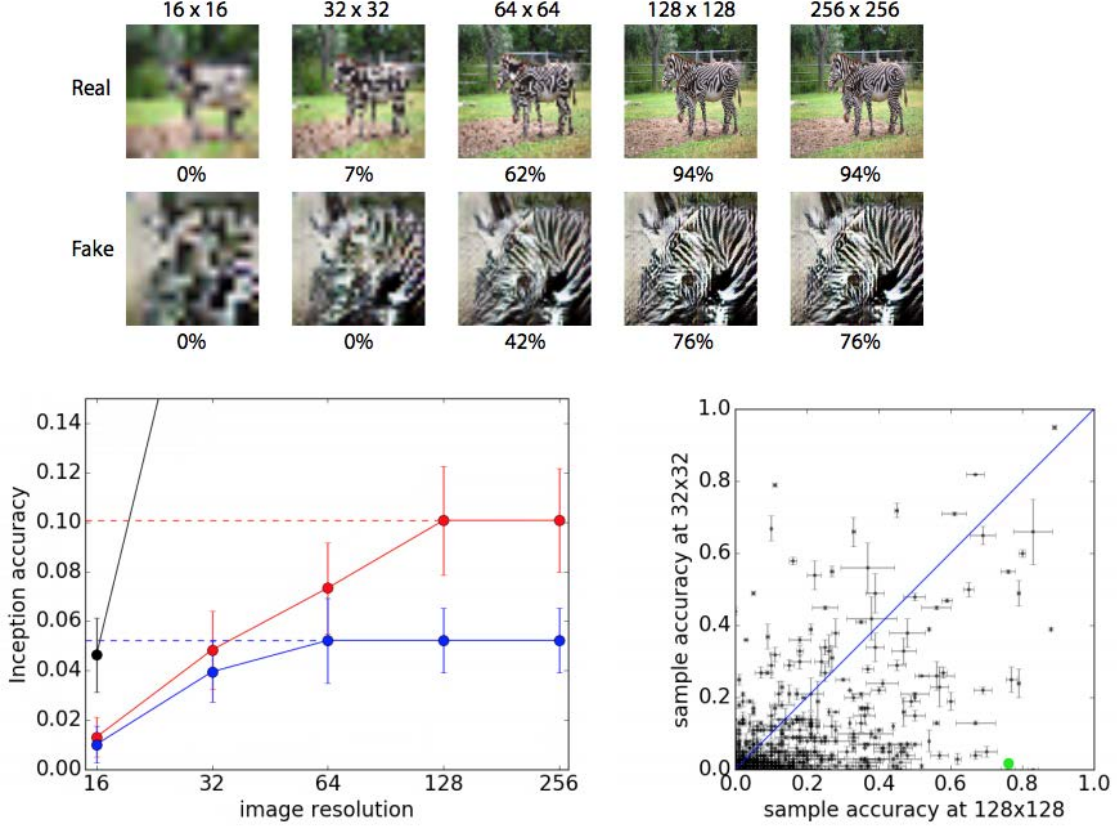 16 x 16 32 x 32 64 x 64 128 x 128 256 x 256
Real
0% 7% 62% 94% 94%
Fake
0% 0% 42% 76% 76%
Inception accuracy
0.14
0.12
0.10
0.08
0.06
0.04
0.02
0.00
16 32 64 128 256
image resolution
sample accuracy at 32x32
1.0
0.8
0.6
0.4
0.2
0.0
0.0 0.2 0.4 0.6 0.8 1.0
sample accuracy at 128x128